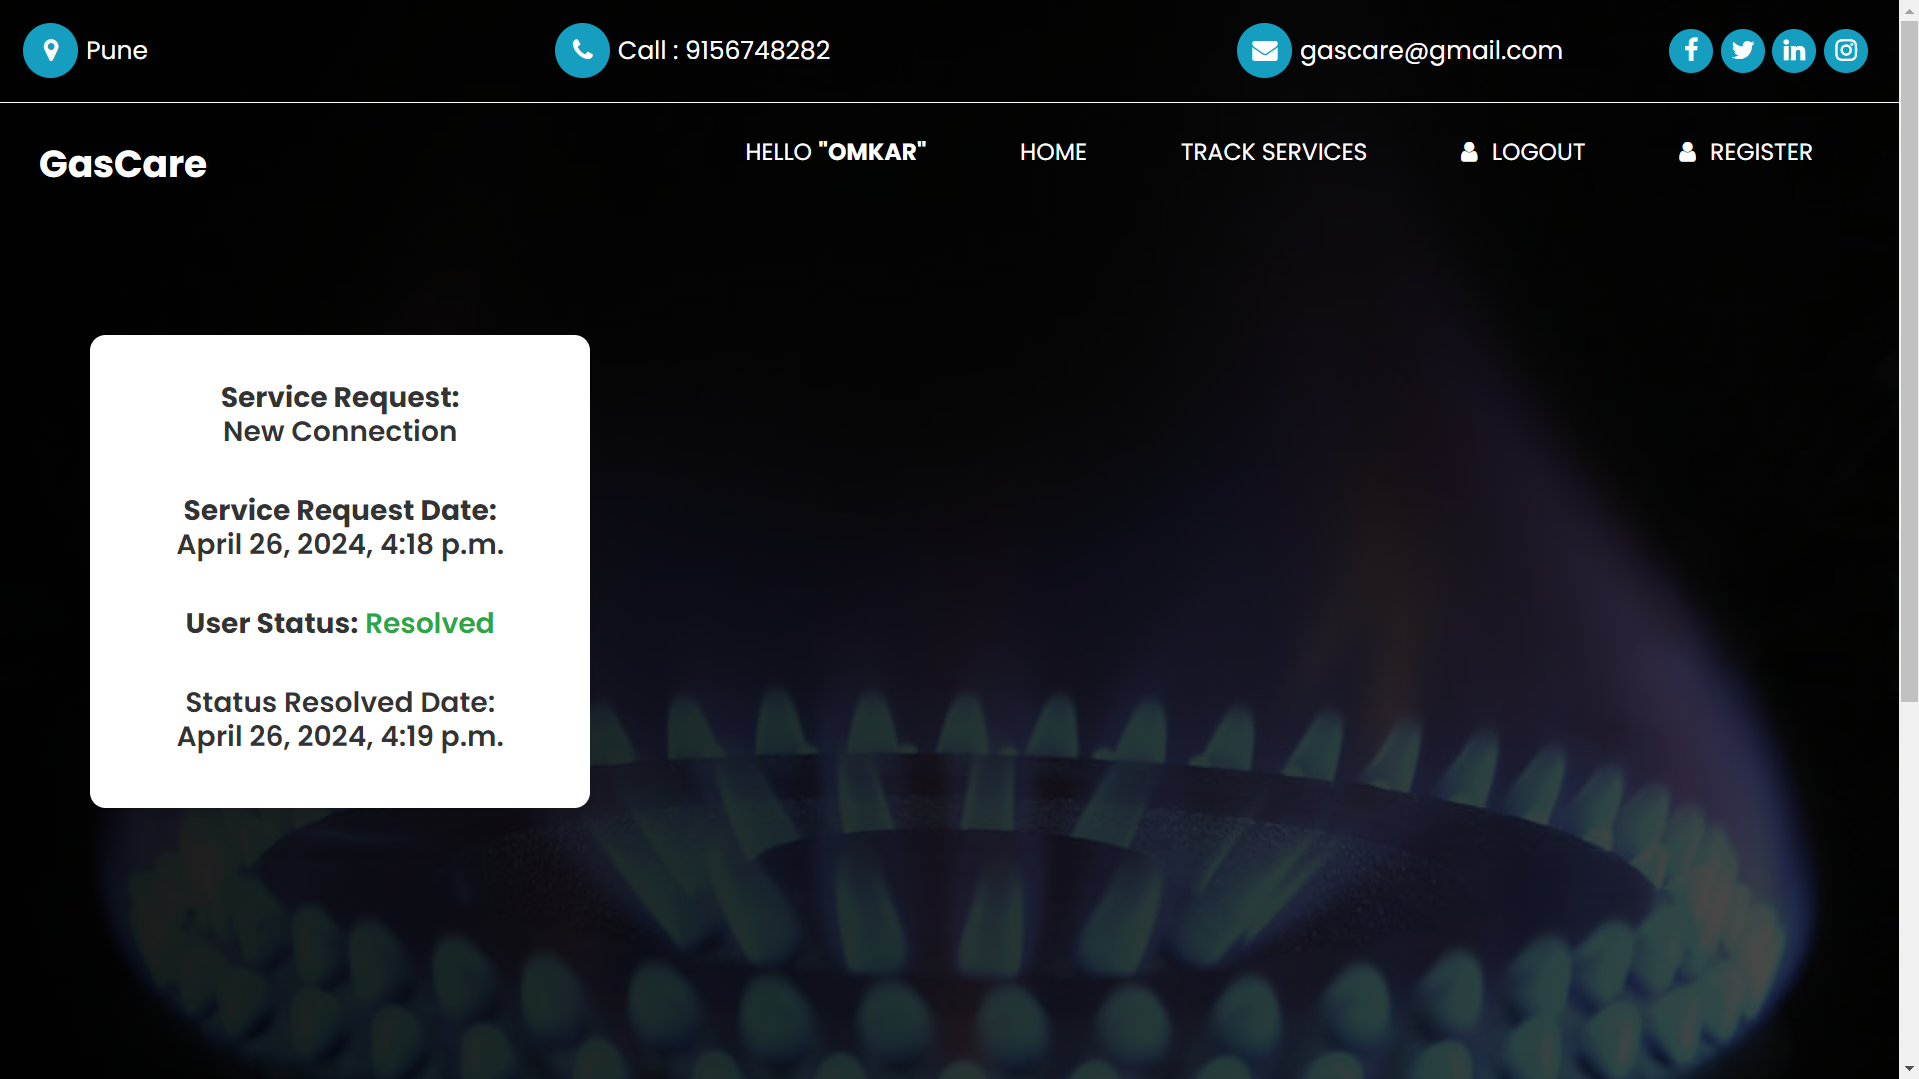 Pune
Call : 9156748282
gascare@gmail.com
GasCare
HELLO "OMKAR"
HOME
TRACK SERVICES
LOGOUT
REGISTER
Service Request:
New Connection
Service Request Date:
April 26, 2024, 4:18 p.m.
User Status: Resolved
Status Resolved Date:
April 26, 2024, 4:19 p.m.